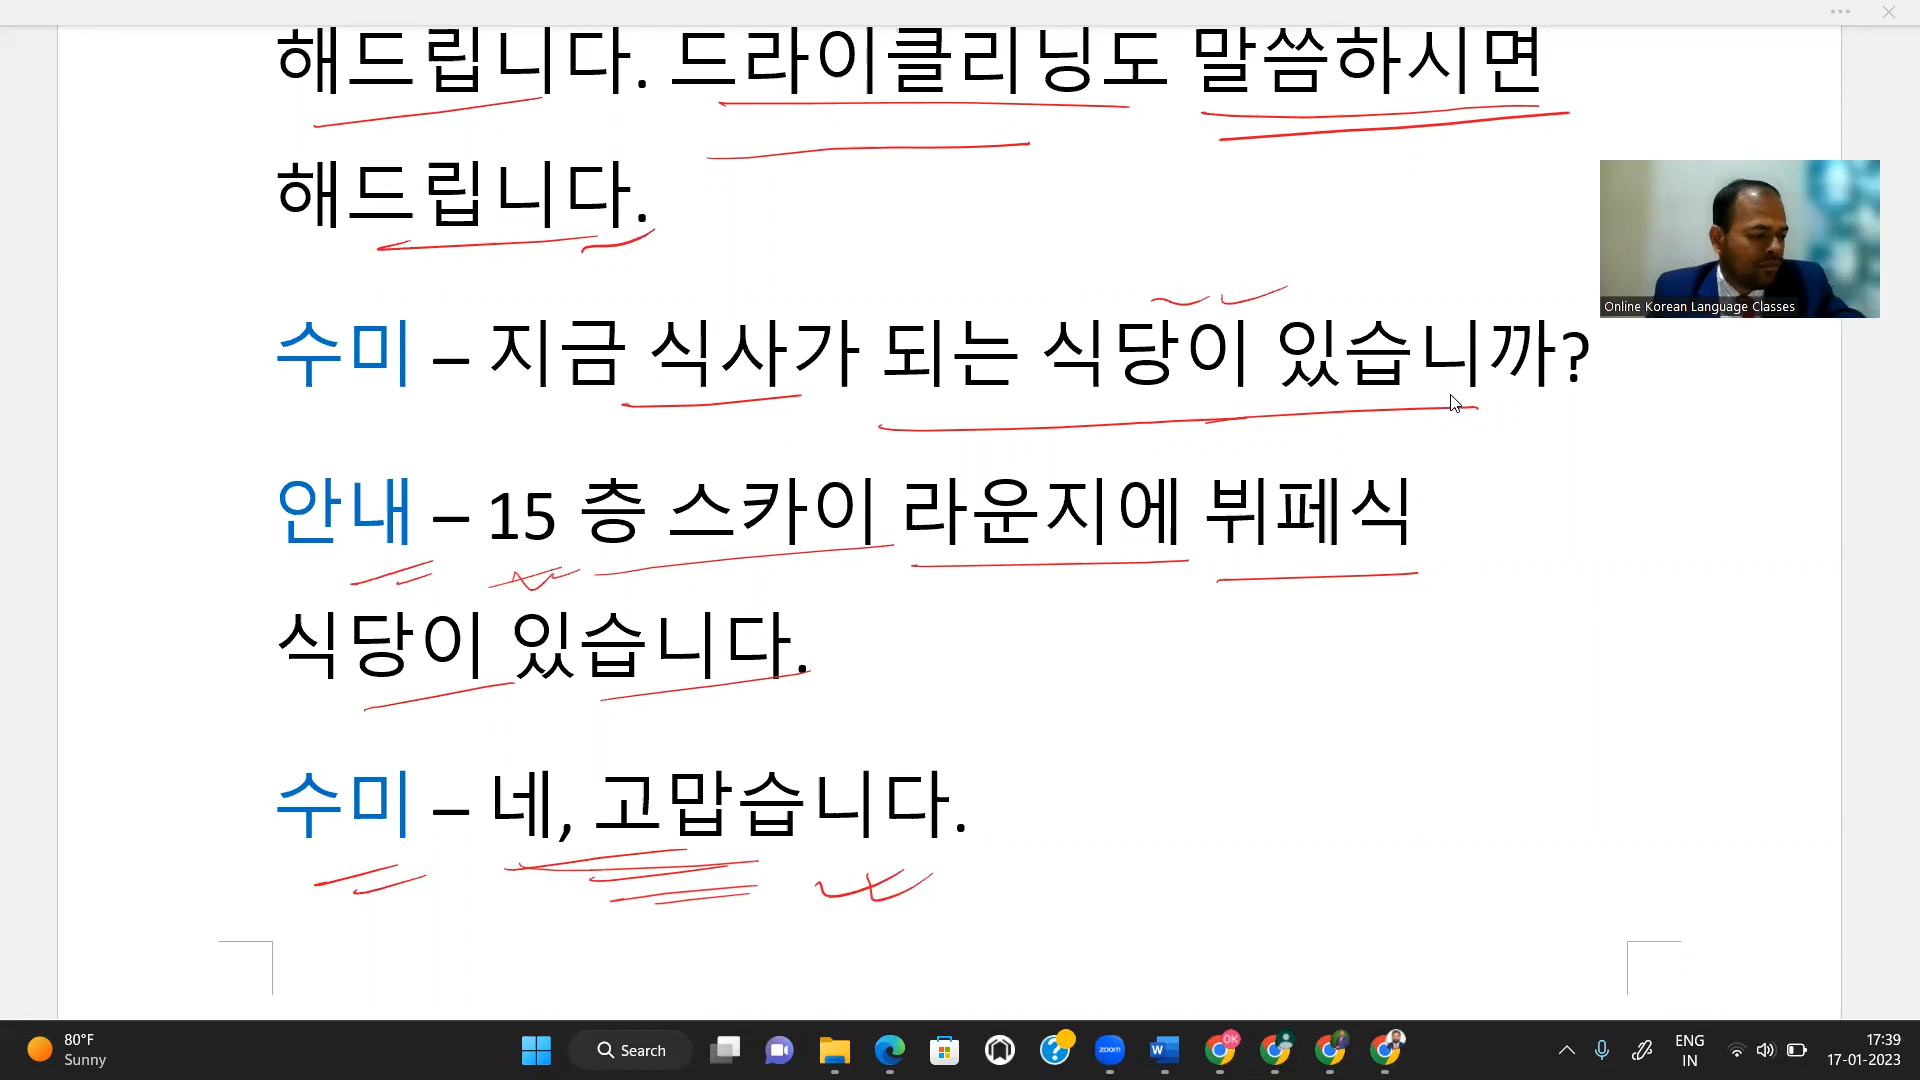 해드립니다. 드라이클리닝도 말씀하시면
해드립니다.
수미 – 지금 식사가 되는 식당이 있습니까?
안내 – 15 층 스카이 라운지에 뷔페식
식당이 있습니다.
수미 – 네, 고맙습니다.
Online Korean Language Classes
80°F
Sunny
Search
zoom
W
OK
ENG
IN
17:39
17-01-2023